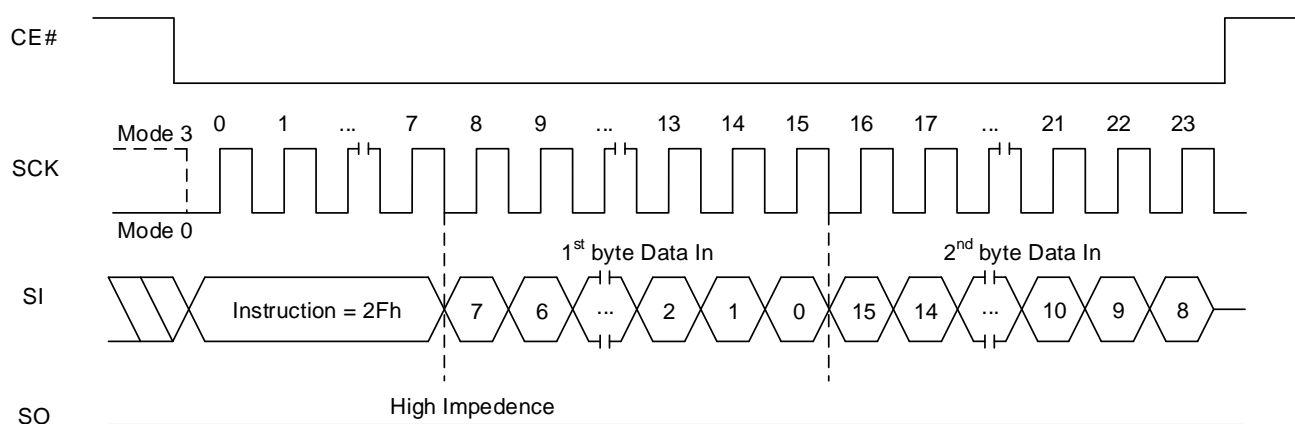 CE#
0 1 ... 7 8 9 ... 13 14 15 16 17 ... 21 22 23
Mode 3
SCK
Mode 0
1st byte Data In 2nd byte Data In
SI Instruction = 2Fh 7 6 ... 2 1 0 15 14 ... 10 9 8
High Impedence
SO